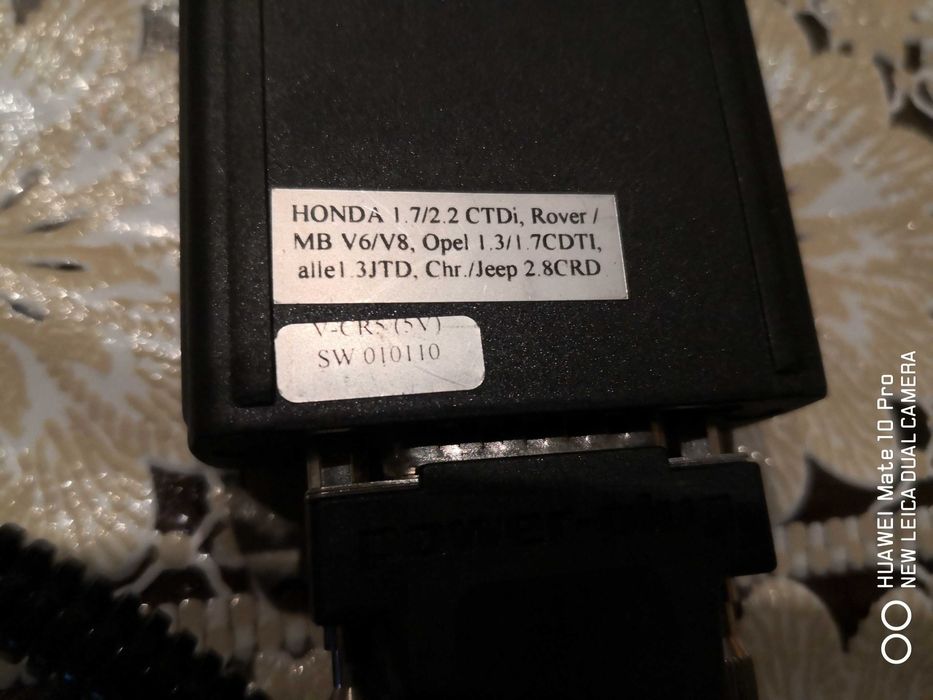 HONDA 1.7/2.2 CTDi, Rover /
MB V6/V8, Opel 1.3/1.7CDTI,
alle1.3JTD, Chr./Jeep 2.8CRD
V-CR5 (5V)
SW 010110
HUAWEI Mate 10 Pro
NEW LEICA DUAL CAMERA